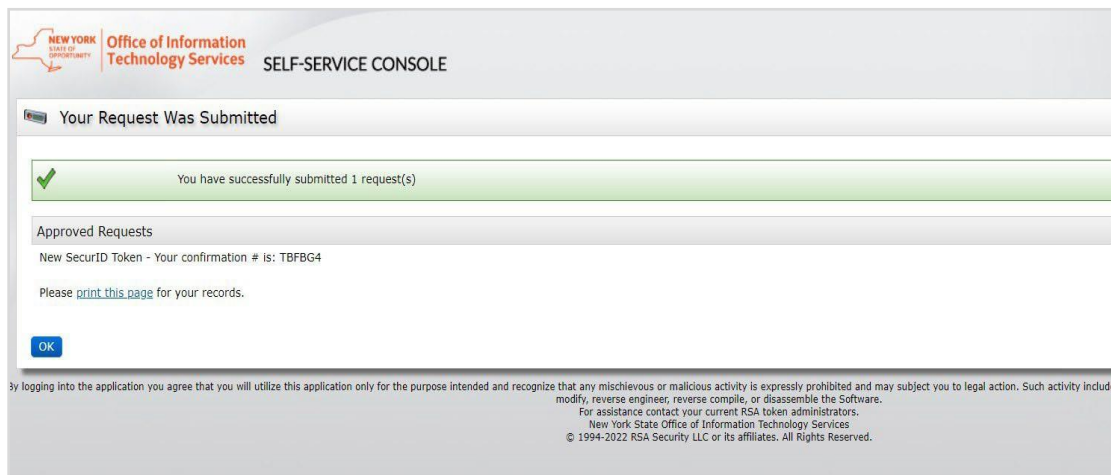 NEW YORK
STATE OF
OPPORTUNITY
Office of Information
Technology Services
SELF-SERVICE CONSOLE
Your Request Was Submitted
You have successfully submitted 1 request(s)
Approved Requests
New SecurID Token - Your confirmation # is: TBFBG4
Please print this page for your records.
OK
By logging into the application you agree that you will utilize this application only for the purpose intended and recognize that any mischievous or malicious activity is expressly prohibited and may subject you to legal action. Such activity includ
modify, reverse engineer, reverse compile, or disassemble the Software.
For assistance contact your current RSA token administrators.
New York State Office of Information Technology Services
© 1994-2022 RSA Security LLC or its affiliates. All Rights Reserved.